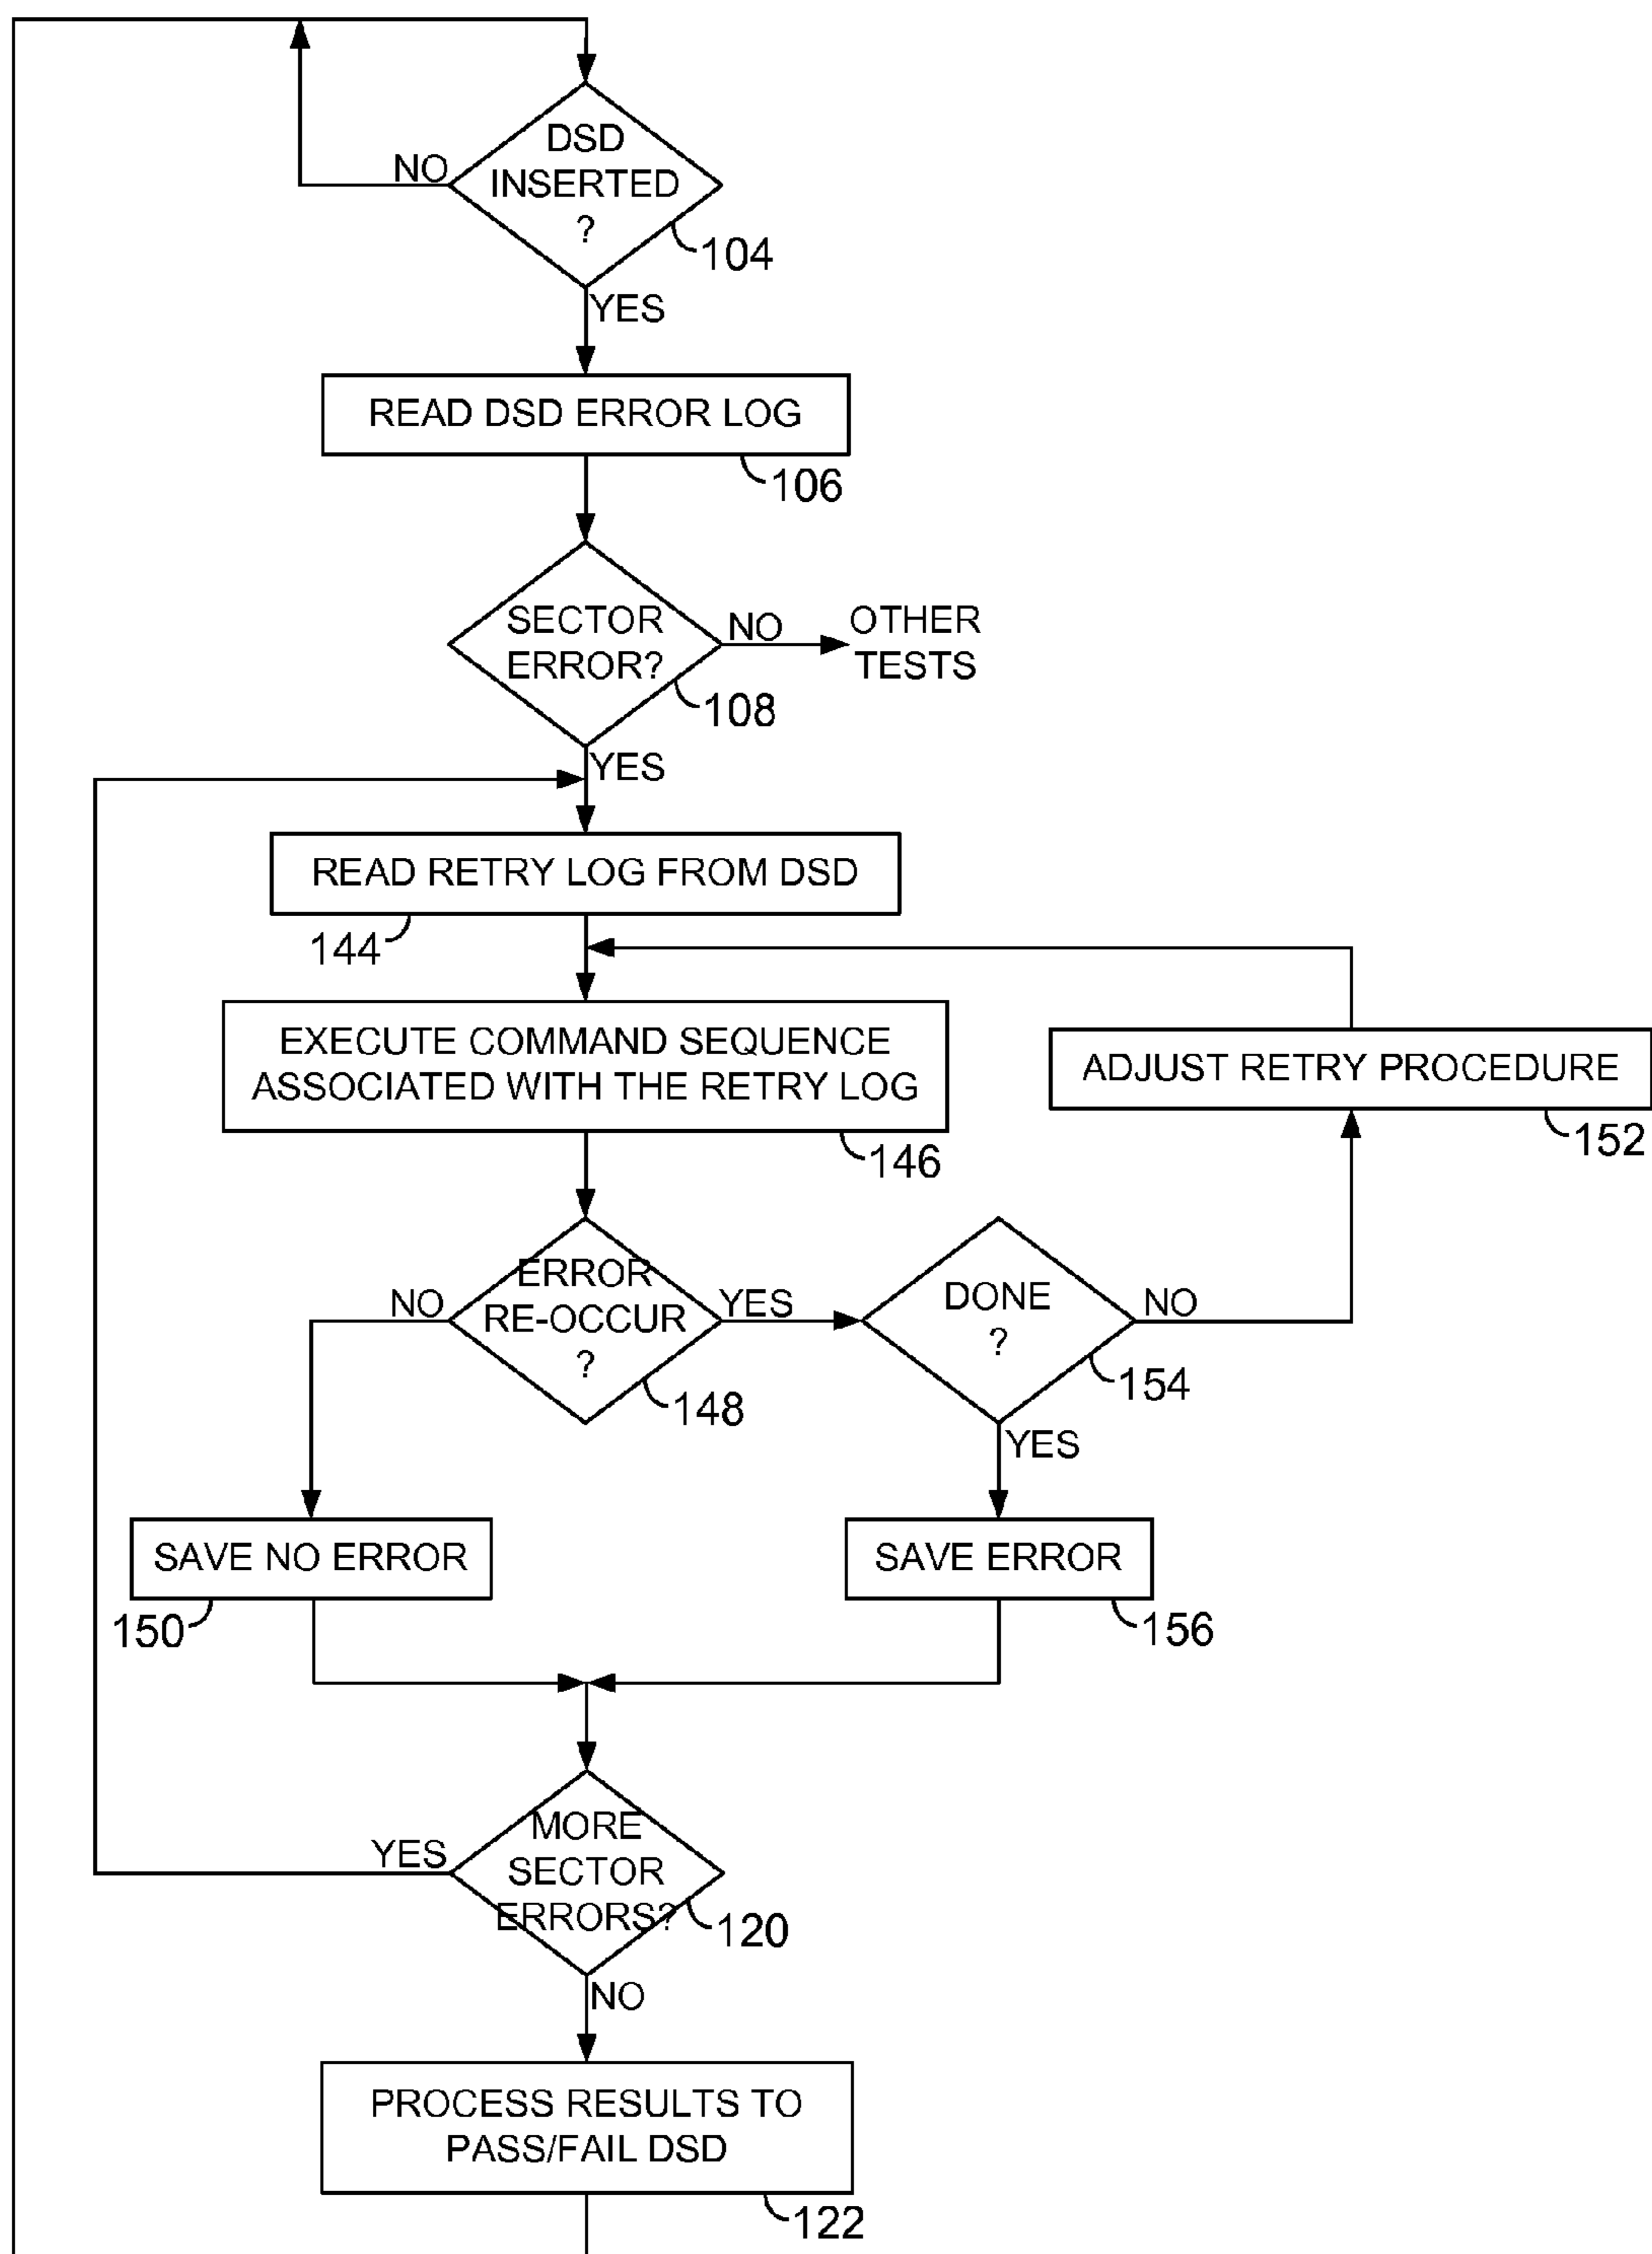 DSD
INSERTED
?
NO
104
YES
READ DSD ERROR LOG
106
SECTOR
ERROR?
NO
OTHER
TESTS
108
YES
READ RETRY LOG FROM DSD
144
EXECUTE COMMAND SEQUENCE
ASSOCIATED WITH THE RETRY LOG
146
ADJUST RETRY PROCEDURE
152
NO
ERROR
RE-OCCUR
?
YES
148
DONE
?
NO
154
YES
SAVE NO ERROR
150
SAVE ERROR
156
YES
MORE
SECTOR
ERRORS?
120
NO
PROCESS RESULTS TO
PASS/FAIL DSD
122